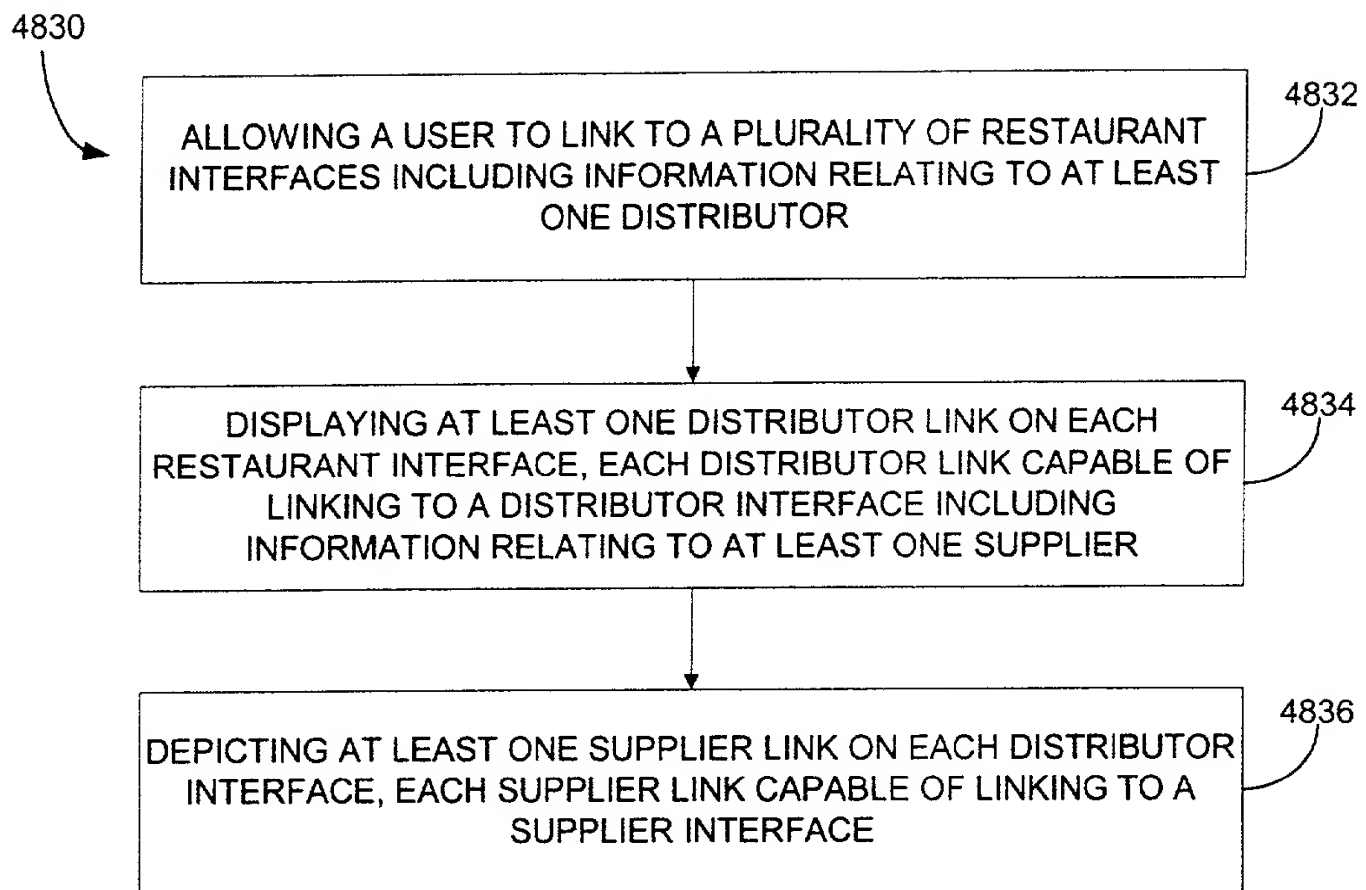 4830
4832
ALLOWING A USER TO LINK TO A PLURALITY OF RESTAURANT
INTERFACES INCLUDING INFORMATION RELATING TO AT LEAST
ONE DISTRIBUTOR
4834
DISPLAYING AT LEAST ONE DISTRIBUTOR LINK ON EACH
RESTAURANT INTERFACE, EACH DISTRIBUTOR LINK CAPABLE OF
LINKING TO A DISTRIBUTOR INTERFACE INCLUDING
INFORMATION RELATING TO AT LEAST ONE SUPPLIER
4836
DEPICTING AT LEAST ONE SUPPLIER LINK ON EACH DISTRIBUTOR
INTERFACE, EACH SUPPLIER LINK CAPABLE OF LINKING TO A
SUPPLIER INTERFACE